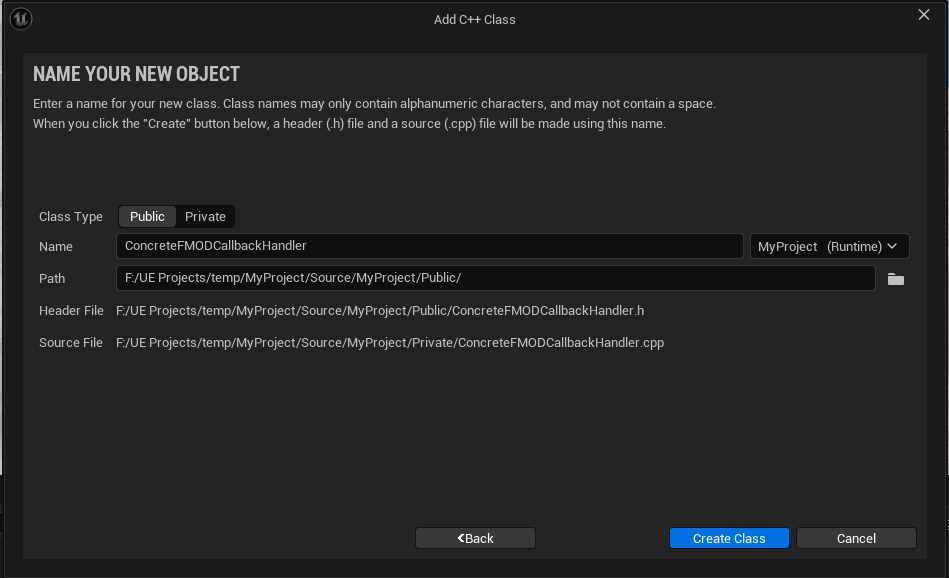 Add C++ Class
NAME YOUR NEW OBJECT
Enter a name for your new class. Class names may only contain alphanumeric characters, and may not contain a space.
When you click the "Create" button below, a header (.h) file and a source (.cpp) file will be made using this name.
Class Type Public Private
Name ConcreteFMODCallbackHandler MyProject (Runtime)
Path F:/UE Projects/temp/MyProject/Source/MyProject/Public/
Header File F:/UE Projects/temp/MyProject/Source/MyProject/Public/ConcreteFMODCallbackHandler.h
Source File F:/UE Projects/temp/MyProject/Source/MyProject/Private/ConcreteFMODCallbackHandler.cpp
Back Create Class Cancel